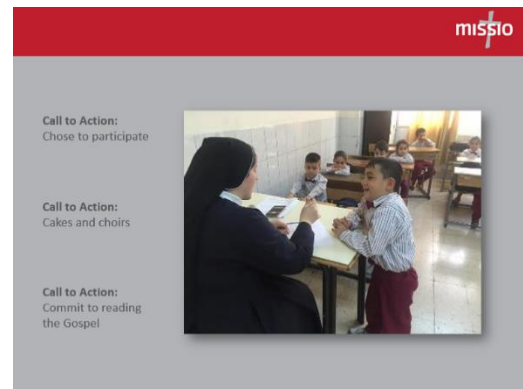 missio
Call to Action:
Chose to participate
Call to Action:
Cakes and choirs
Call to Action:
Commit to reading
the Gospel